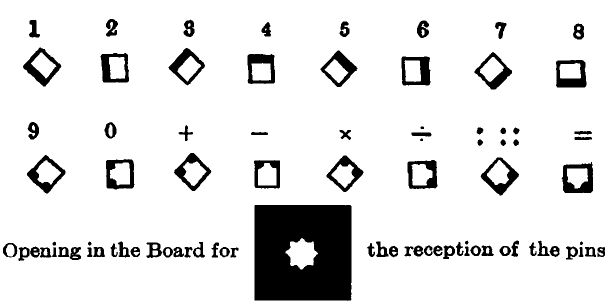 1 2 3 4 5 6 7 8
9 0 + − × ÷ : :: =
Opening in the Board for the reception of the pins